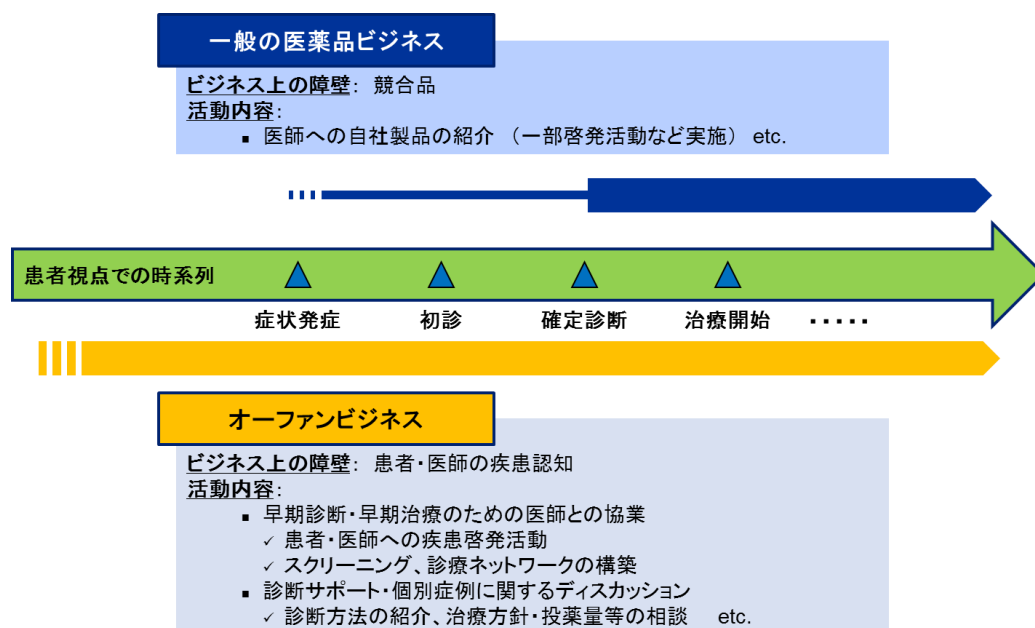 一般の医薬品ビジネス
ビジネス上の障壁: 競合品
活動内容:
▪ 医師への自社製品の紹介 (一部啓発活動など実施) etc.
患者視点での時系列
症状発症 初診 確定診断 治療開始 ・・・・・
オーファンビジネス
ビジネス上の障壁: 患者・医師の疾患認知
活動内容:
▪ 早期診断・早期治療のための医師との協業
✓ 患者・医師への疾患啓発活動
✓ スクリーニング、診療ネットワークの構築
▪ 診断サポート・個別症例に関するディスカッション
✓ 診断方法の紹介、治療方針・投薬量等の相談 etc.